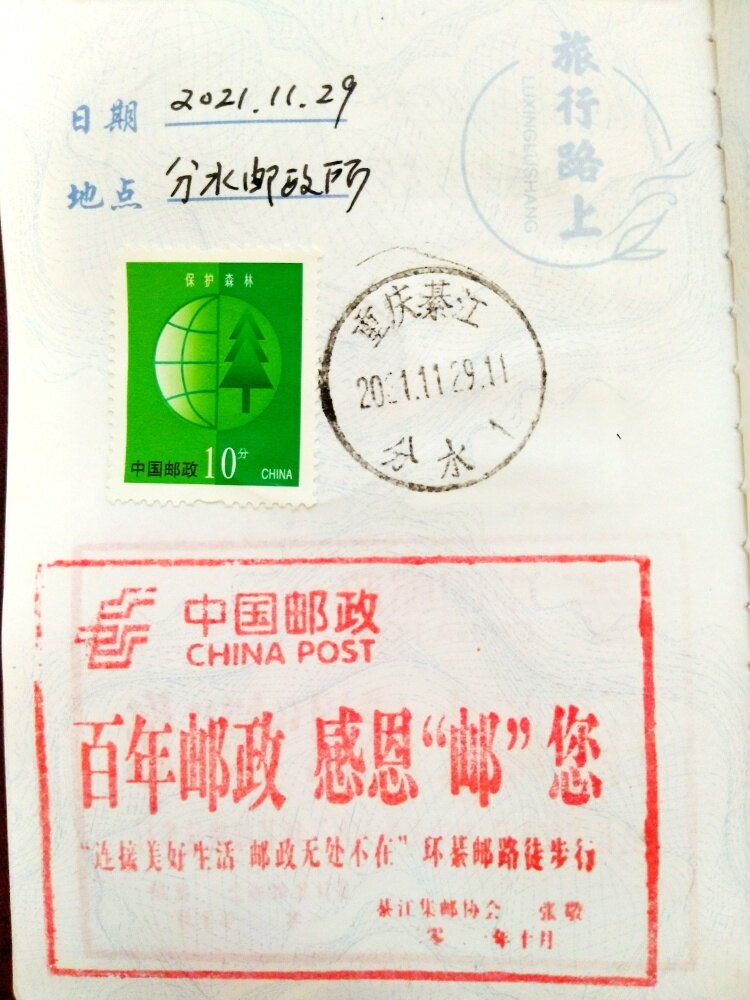 旅行路上
LUXINGLUSHANG
日期 2021.11.29
地点 分水邮政所
保护森林
中国邮政 10分 CHINA
重庆綦江
2021.11.29.11
分水
中国邮政
CHINA POST
百年邮政 感恩“邮”您
“连接美好生活 邮政无处不在”环綦邮路徒步行
綦江集邮协会 张敬
年十月